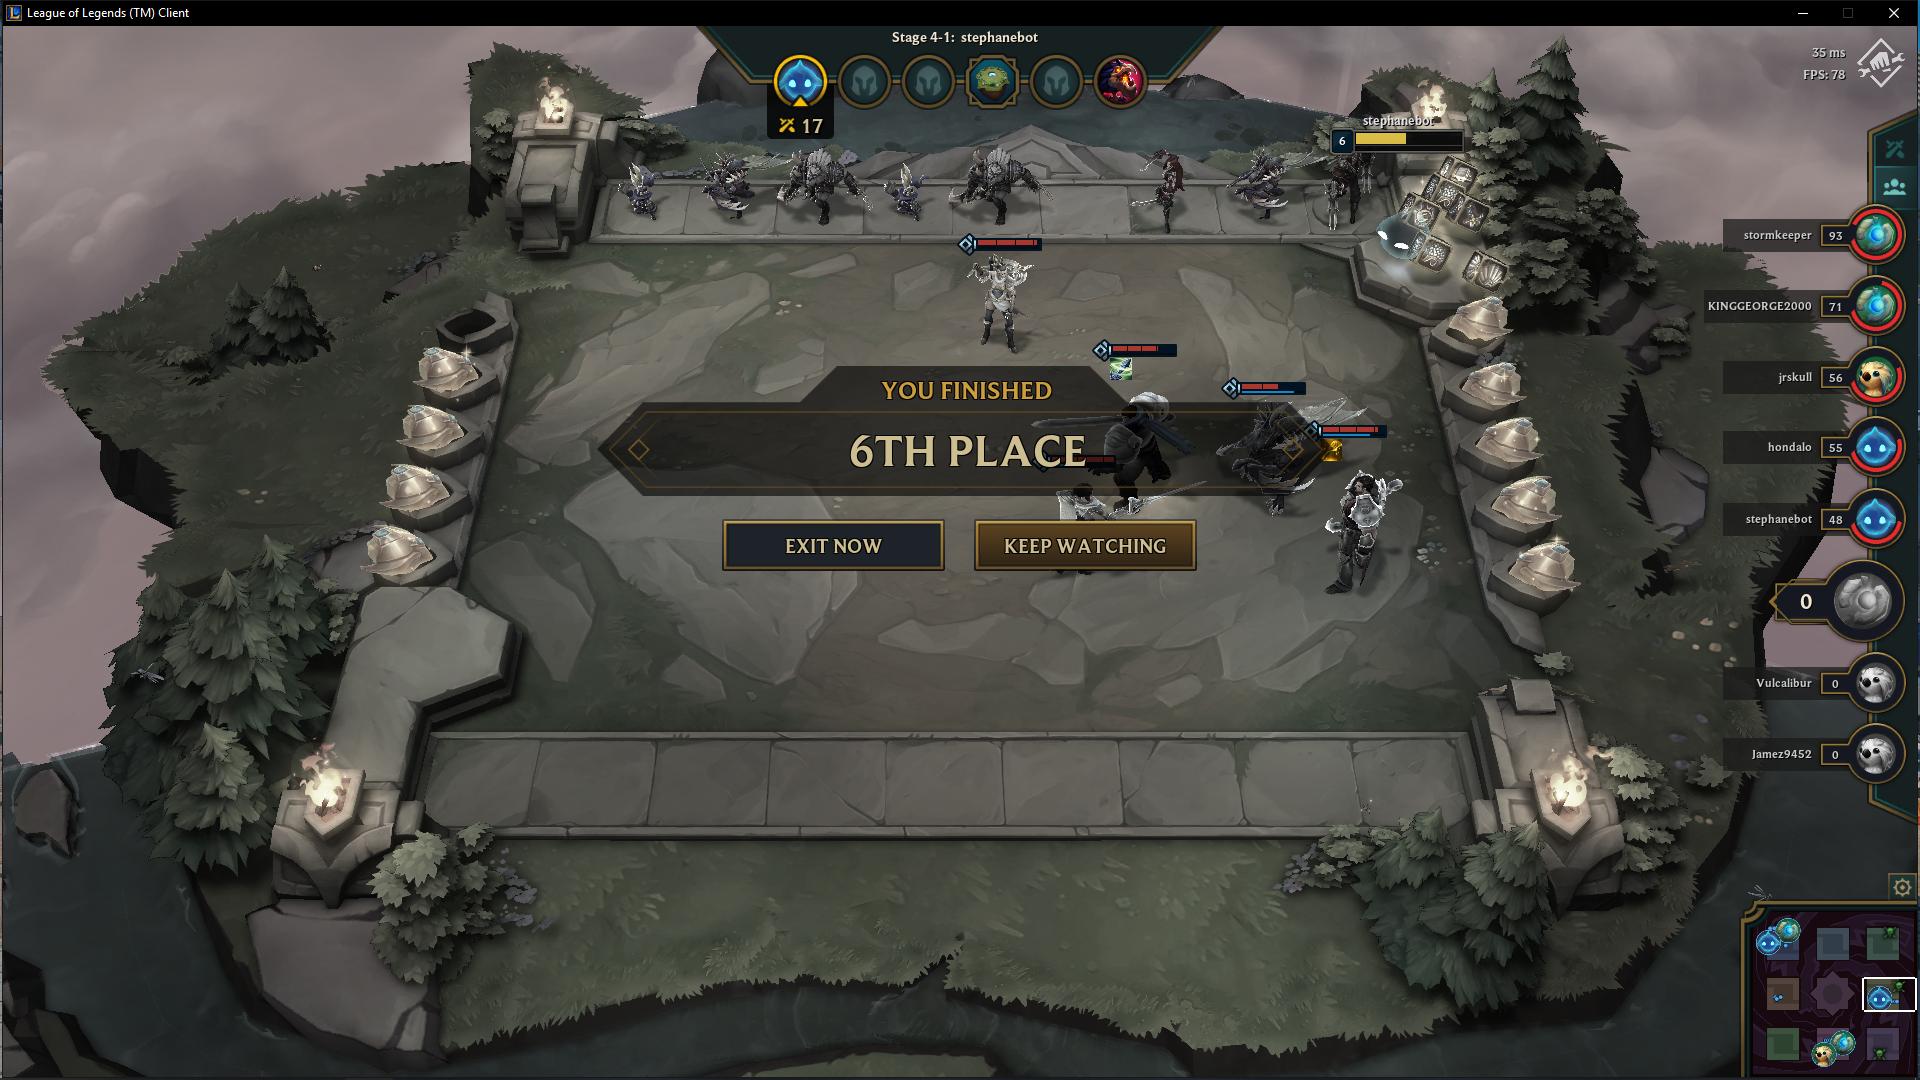 League of Legends (TM) Client
Stage 4-1: stephanebot
35 ms
FPS: 78
17
stephanebot
6
stormkeeper 93
KINGGEORGE2000 71
jrskull 56
YOU FINISHED
6TH PLACE
hondalo 55
stephanebot 48
EXIT NOW
KEEP WATCHING
0
Vulcalibur 0
Jamez9452 0